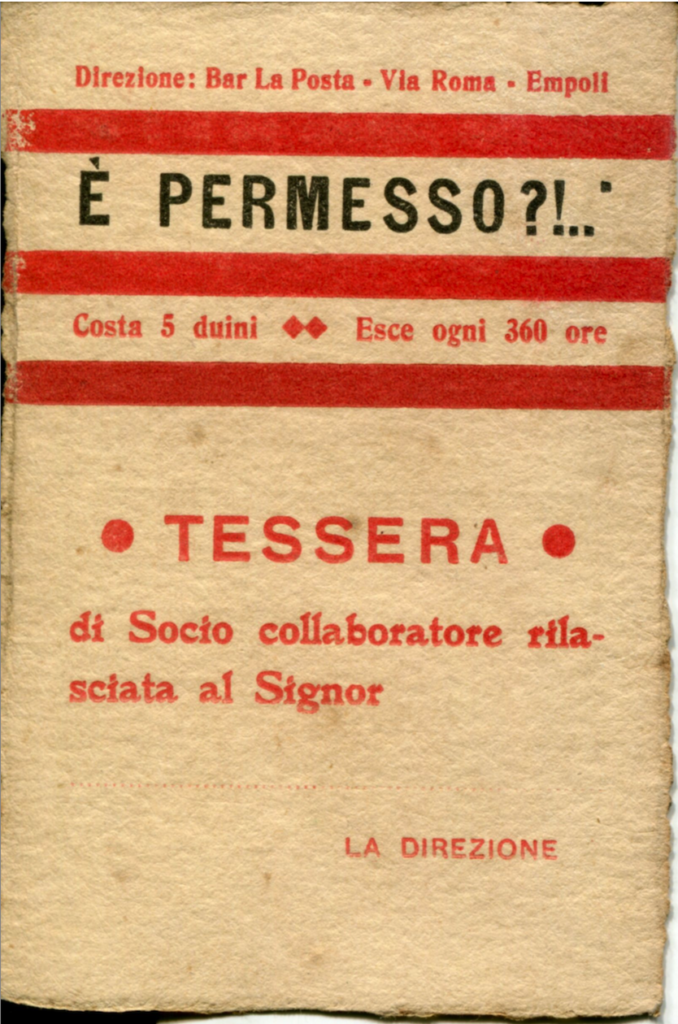 Direzione: Bar La Posta - Via Roma - Empoli
È PERMESSO?!...
Costa 5 duini ◆◆ Esce ogni 360 ore
• TESSERA •
di Socio collaboratore rila-
sciata al Signor
LA DIREZIONE